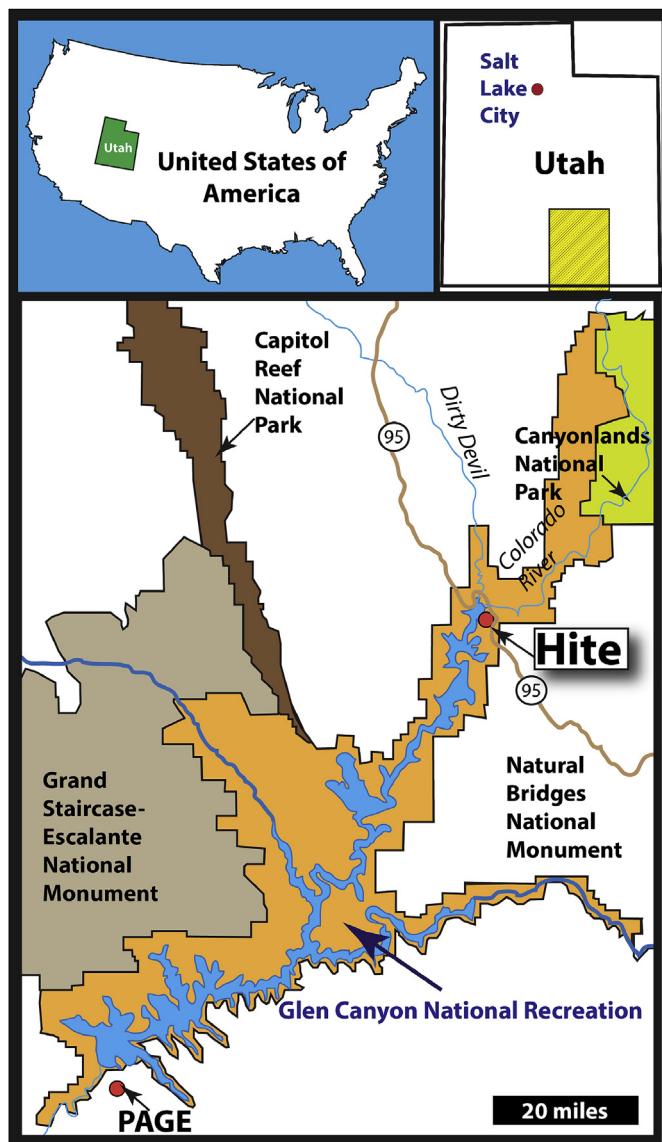 Utah
United States of
America
Salt
Lake
City
Utah
Capitol
Reef
National
Park
95
Dirty Devil
Canyonlands
National
Park
Colorado
River
Hite
95
Grand
Staircase-
Escalante
National
Monument
Natural
Bridges
National
Monument
Glen Canyon National Recreation
PAGE
20 miles